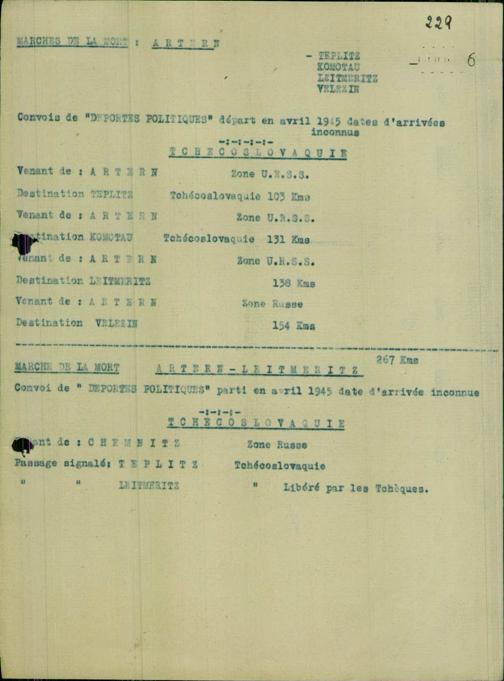 229
MARCHES DE LA MORT : A R T E R N
- TEPLITZ
KOMOTAU
LEITMERITZ
VELEZIN
6
Convois de "DEPORTES POLITIQUES" départ en avril 1945 dates d'arrivées
inconnus
-:-:-:-:-
T C H E C O S L O V A Q U I E
Venant de : A R T E R N Zone U.R.S.S.
Destination TEPLITZ Tchécoslovaquie 103 Kms
Venant de : A R T E R N Zone U.R.S.S.
tination KOMOTAU Tchécoslovaquie 131 Kms
Venant de : A R T E R N Zone U.R.S.S.
Destination LEITMERITZ 138 Kms
Venant de : A R T E R N Zone Russe
Destination VELEZIN 154 Kms
267 Kms
MARCHE DE LA MORT A R T E R N - L E I T M E R I T Z
Convoi de " DEPORTES POLITIQUES" parti en avril 1945 date d'arrivée inconnue
-:-:-:-
T C H E C O S L O V A Q U I E
nant de : C H E M N I T Z Zone Russe
Passage signalé: T E P L I T Z Tchécoslovaquie
" " LEITMERITZ " Libéré par les Tchèques.